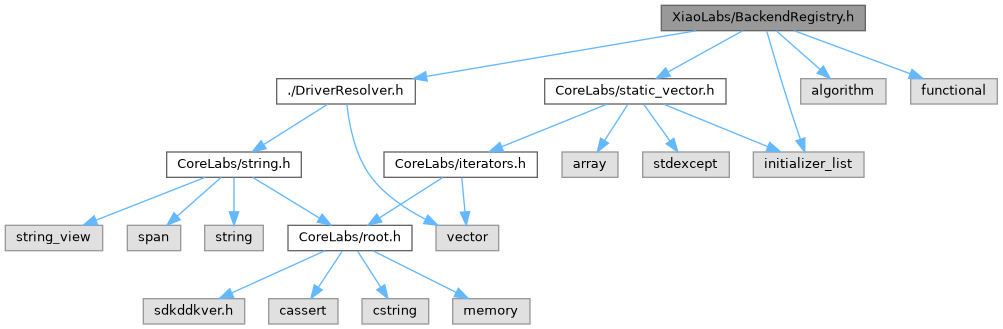 XiaoLabs/BackendRegistry.h
./DriverResolver.h
CoreLabs/static_vector.h
algorithm
functional
CoreLabs/string.h
CoreLabs/iterators.h
array
stdexcept
initializer_list
string_view
span
string
CoreLabs/root.h
vector
sdkddkver.h
cassert
cstring
memory